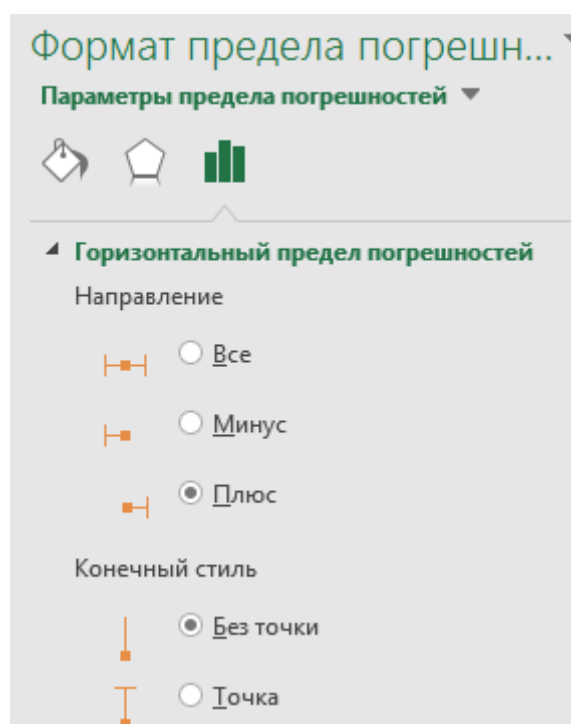 Формат предела погрешн...
Параметры предела погрешностей
Горизонтальный предел погрешностей
Направление
Все
Минус
Плюс
Конечный стиль
Без точки
Точка